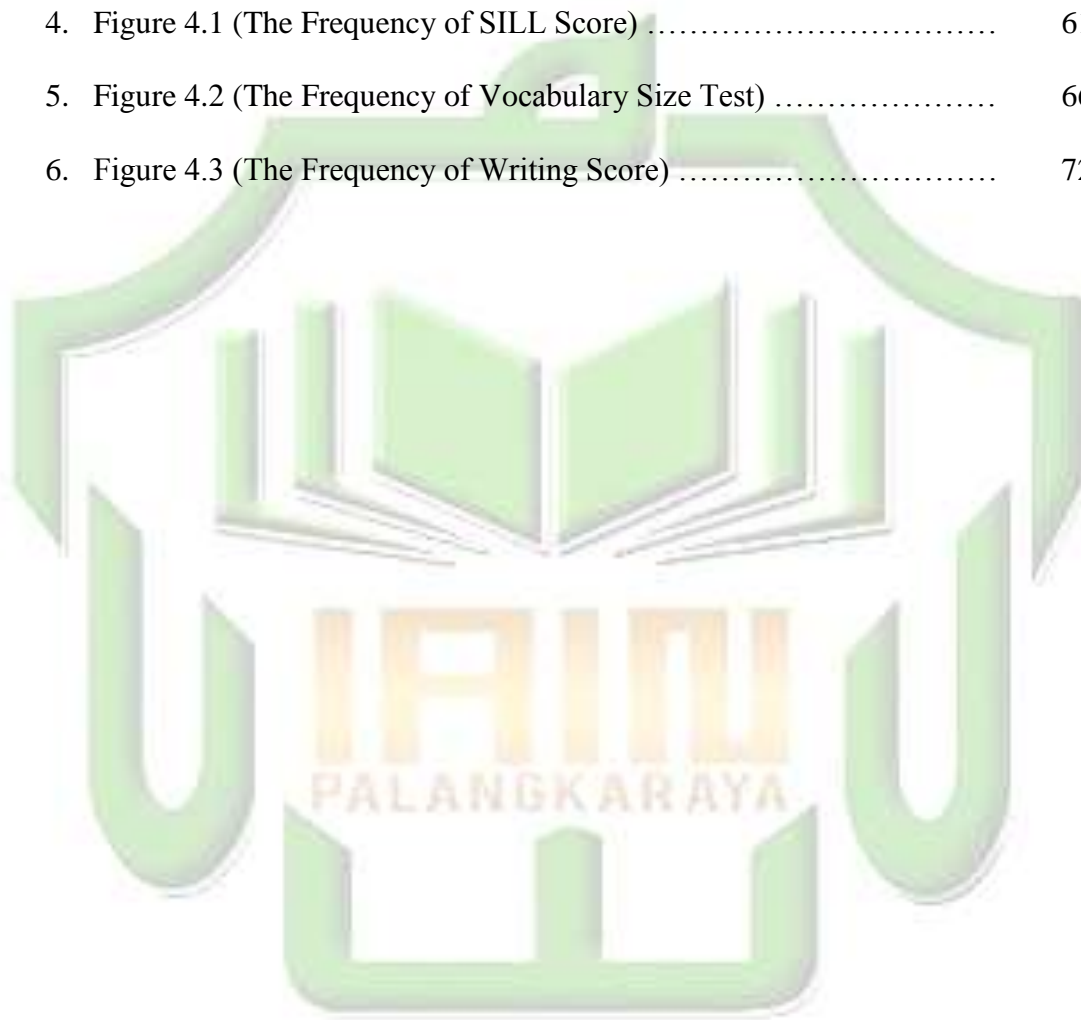 4. Figure 4.1 (The Frequency of SILL Score) ……………………………
5. Figure 4.2 (The Frequency of Vocabulary Size Test) …………………
6. Figure 4.3 (The Frequency of Writing Score) …………………………
IAIN
PALANGKARAYA